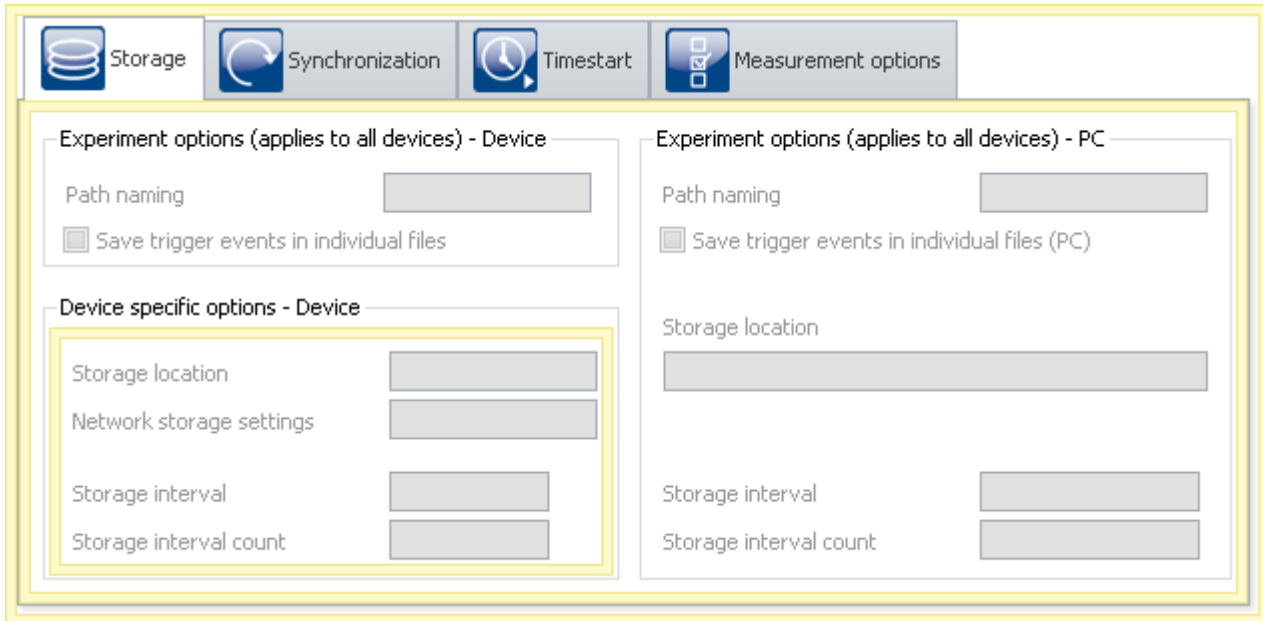 Storage
Synchronization
Timestart
Measurement options
Experiment options (applies to all devices) - Device
Path naming
Save trigger events in individual files
Device specific options - Device
Storage location
Network storage settings
Storage interval
Storage interval count
Experiment options (applies to all devices) - PC
Path naming
Save trigger events in individual files (PC)
Storage location
Storage interval
Storage interval count